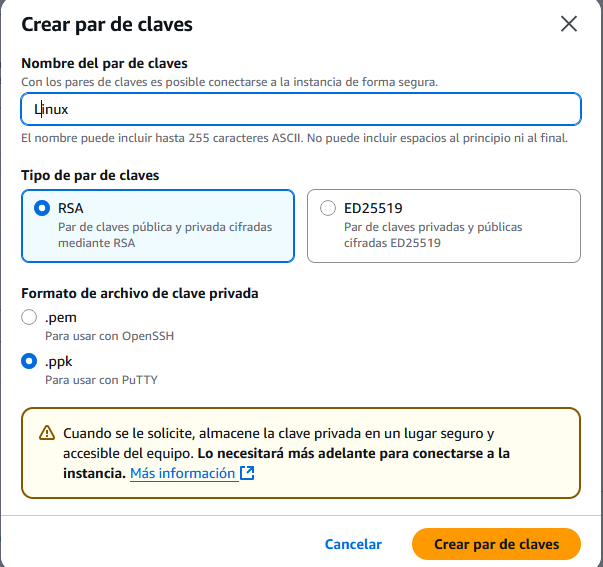 Crear par de claves
Nombre del par de claves
Con los pares de claves es posible conectarse a la instancia de forma segura.
Linux
El nombre puede incluir hasta 255 caracteres ASCII. No puede incluir espacios al principio ni al final.
Tipo de par de claves
RSA
Par de claves pública y privada cifradas
mediante RSA
ED25519
Par de claves privadas y públicas
cifradas ED25519
Formato de archivo de clave privada
.pem
Para usar con OpenSSH
.ppk
Para usar con PuTTY
Cuando se le solicite, almacene la clave privada en un lugar seguro y
accesible del equipo. Lo necesitará más adelante para conectarse a la
instancia. Más información
Cancelar
Crear par de claves